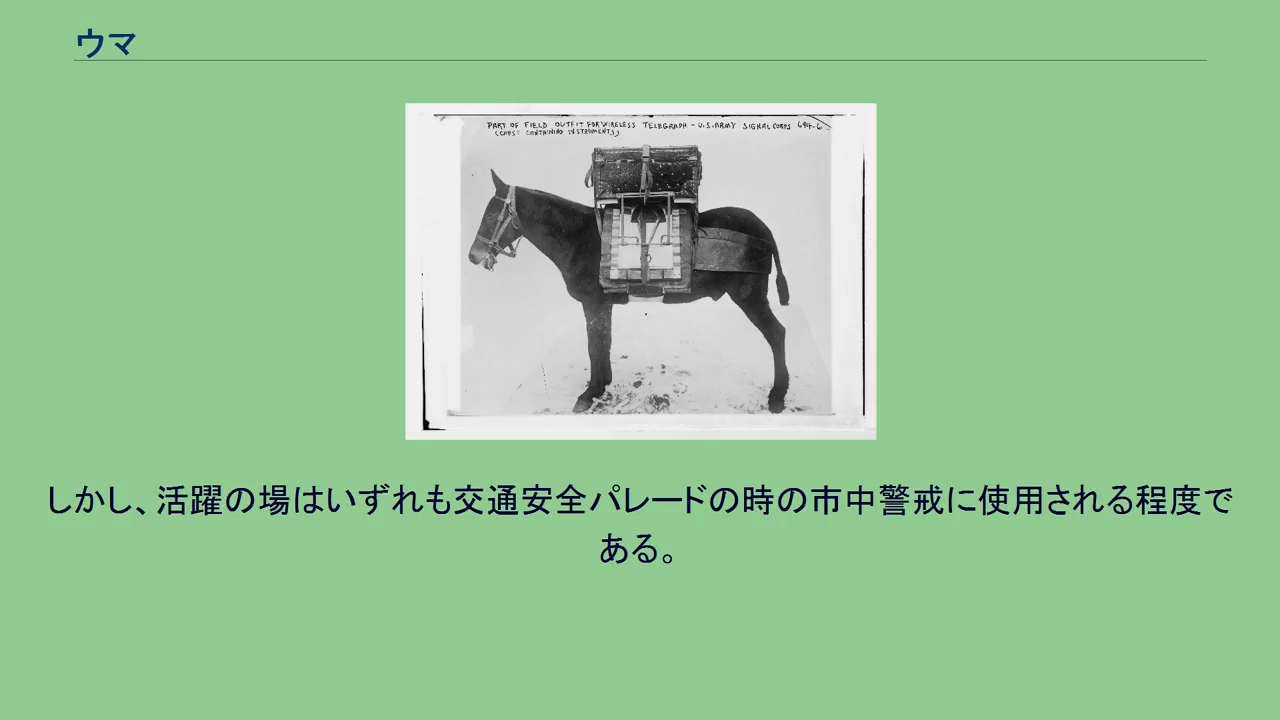 ウマ
PART OF FIELD OUTFIT FOR WIRELESS TELEGRAPH - U.S. ARMY SIGNAL CORPS 694-6
(CHEST CONTAINING INSTRUMENTS)
しかし、活躍の場はいずれも交通安全パレードの時の市中警戒に使用される程度で
ある。